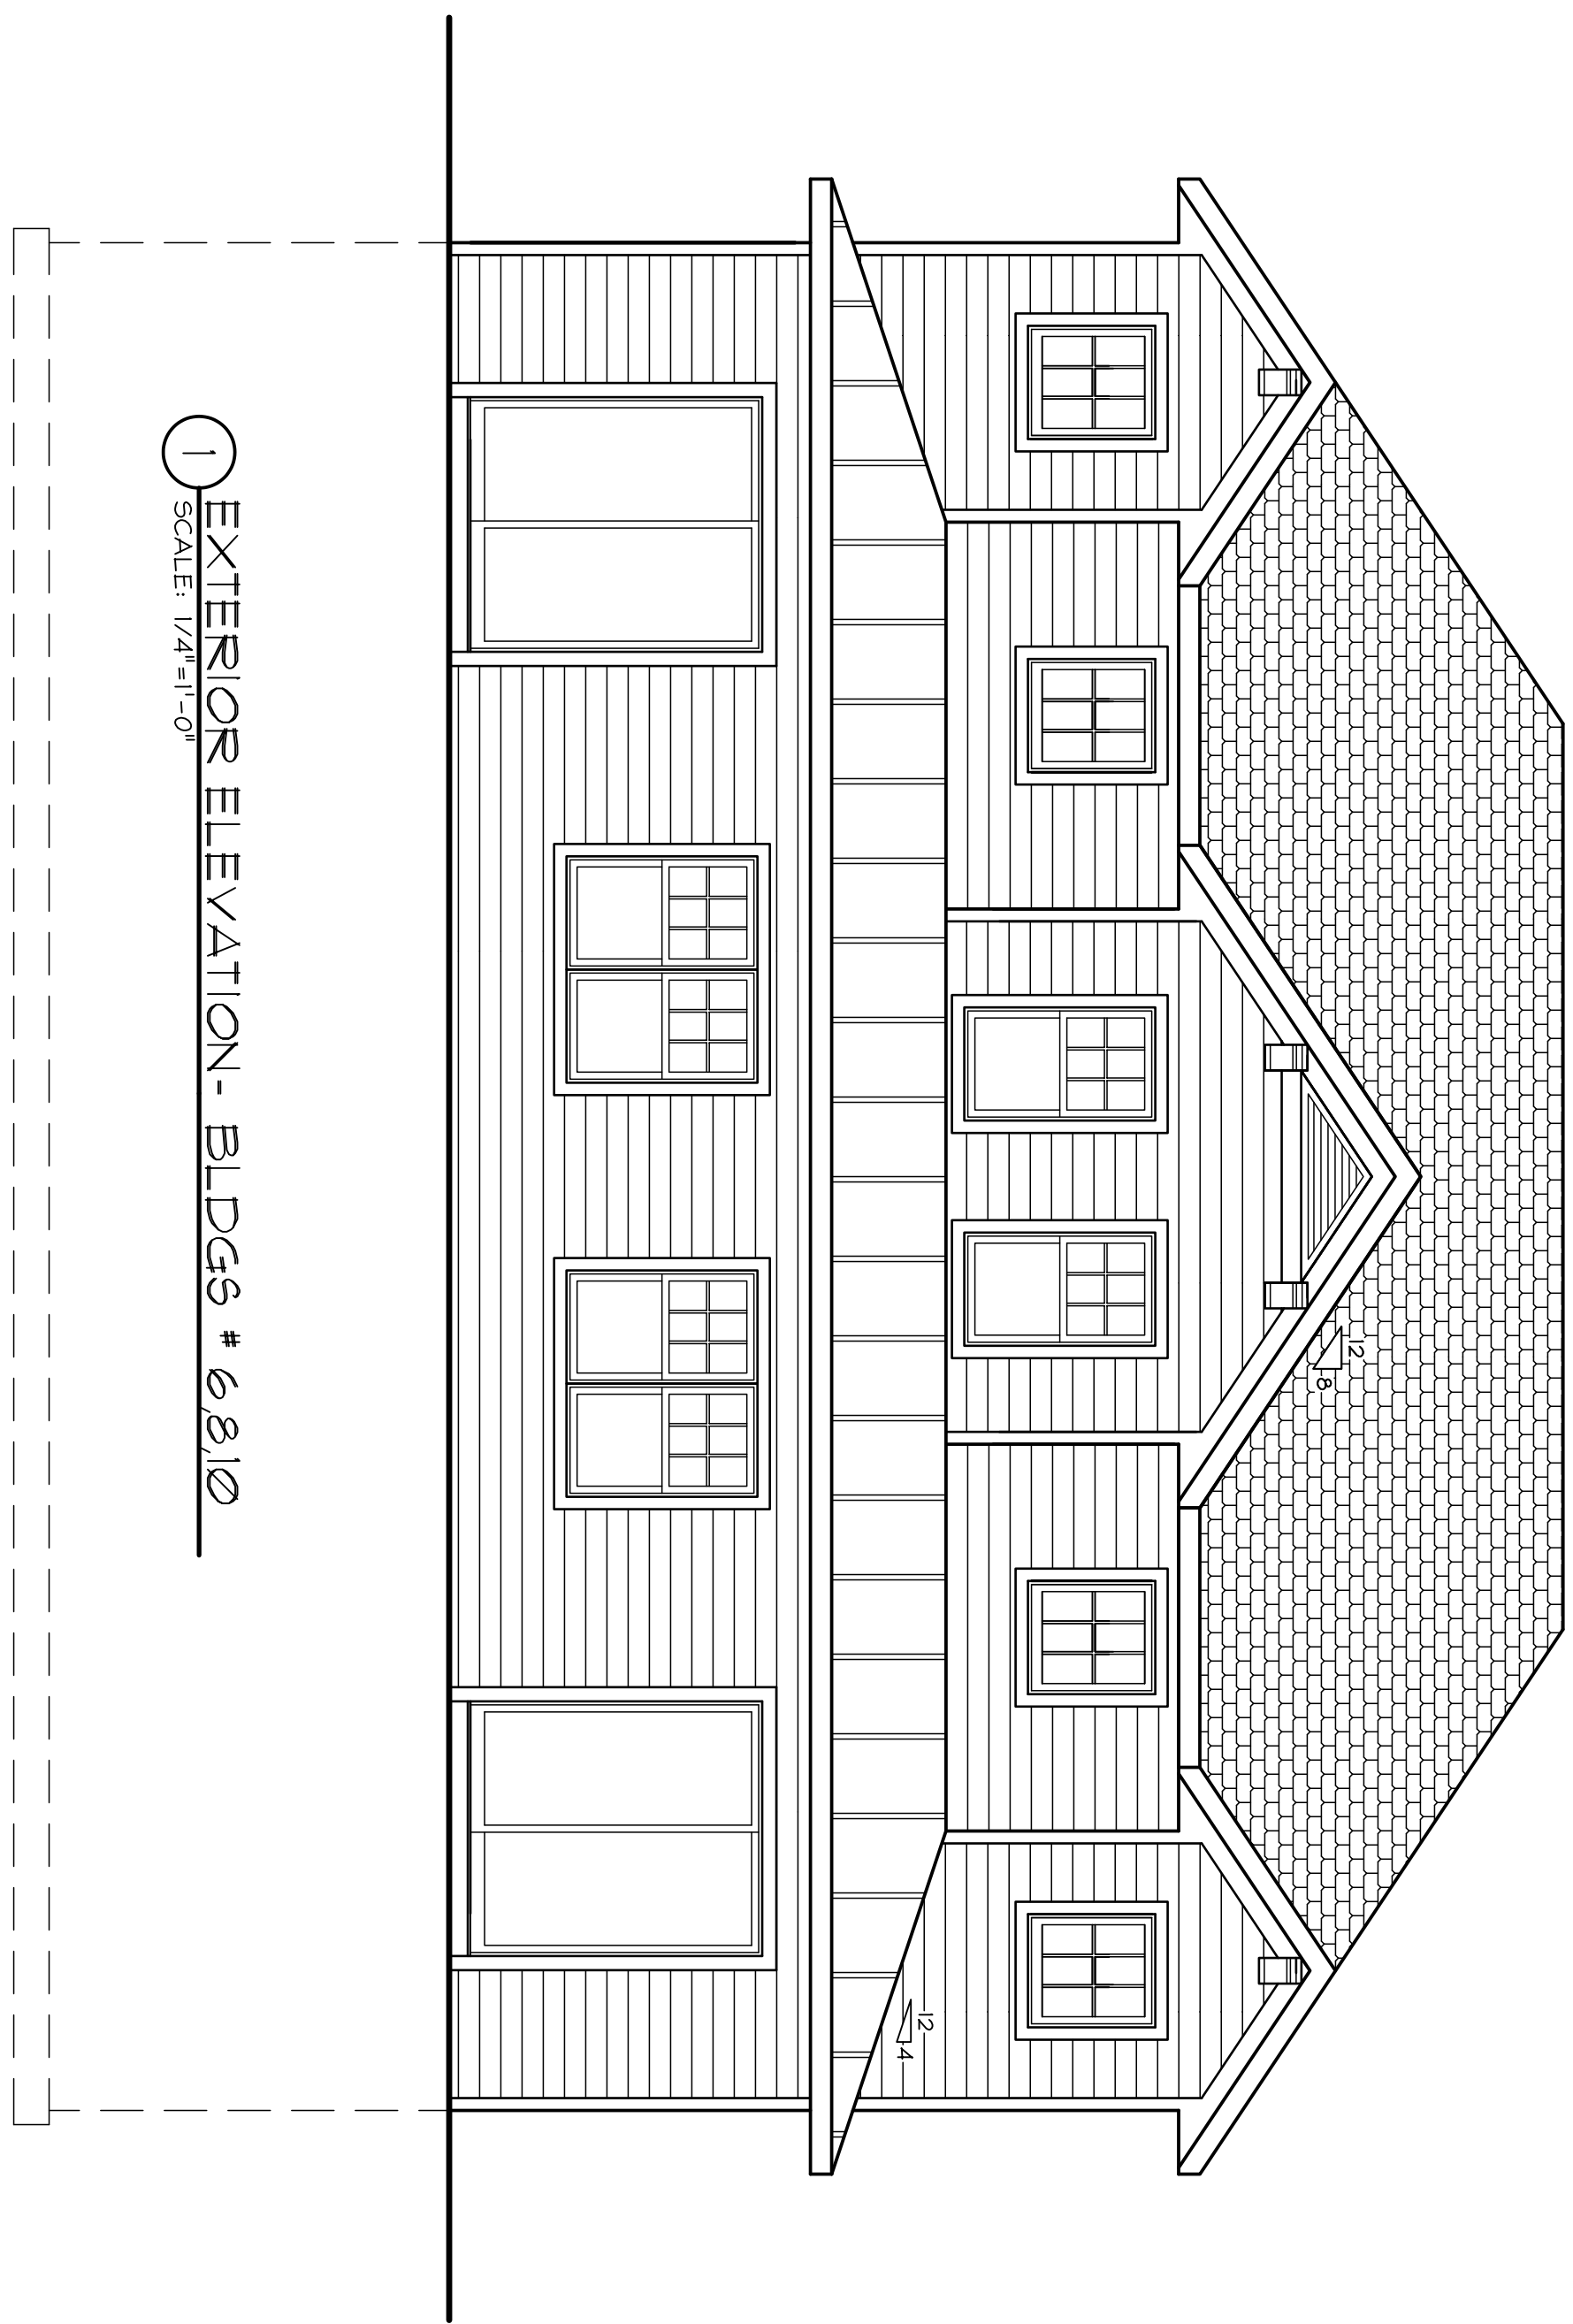 12
8
12
4
1
EXTERIOR ELEVATION- BLDGS # 6,8,10
SCALE: 1/4"=1'-0"